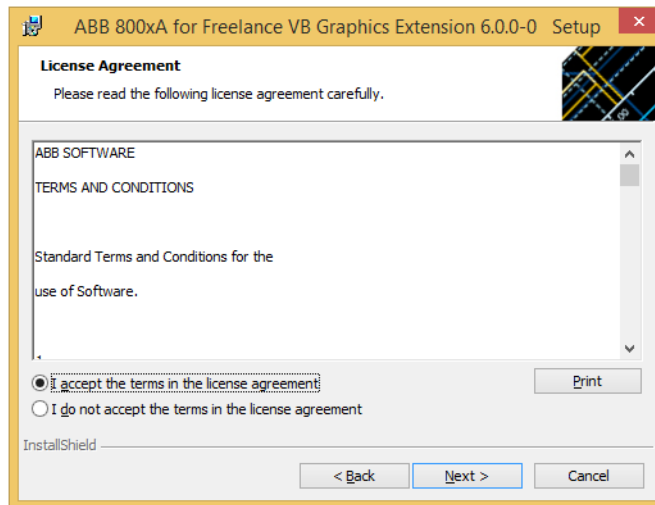 ABB 800xA for Freelance VB Graphics Extension 6.0.0-0 Setup
License Agreement
Please read the following license agreement carefully.
ABB SOFTWARE
TERMS AND CONDITIONS
Standard Terms and Conditions for the
use of Software.
I accept the terms in the license agreement
Print
I do not accept the terms in the license agreement
InstallShield
< Back
Next >
Cancel